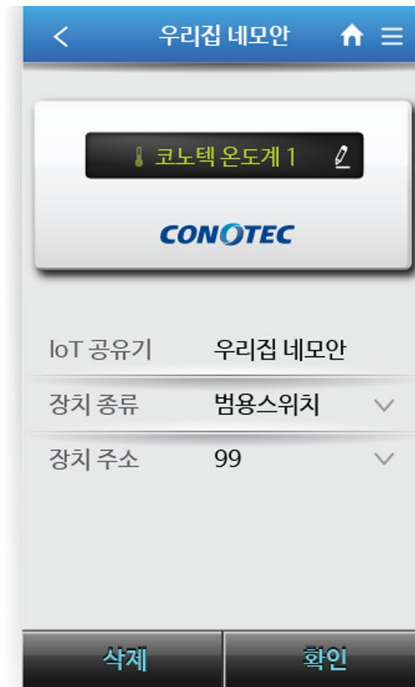 우리집 네모안
코노텍 온도계 1
CONOTEC
IoT 공유기 우리집 네모안
장치 종류 범용스위치
장치 주소 99
삭제 확인